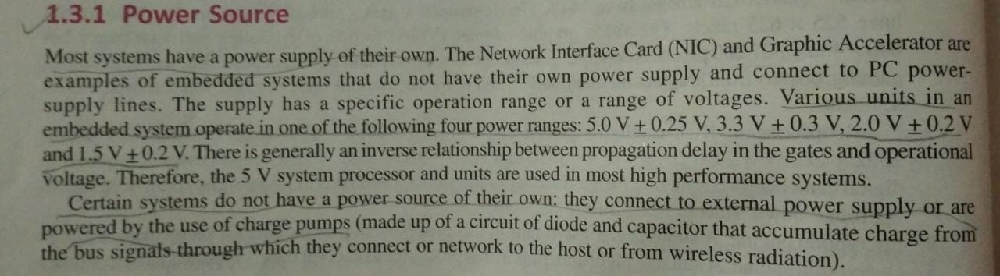 1.3.1 Power Source
Most systems have a power supply of their own. The Network Interface Card (NIC) and Graphic Accelerator are
examples of embedded systems that do not have their own power supply and connect to PC power-
supply lines. The supply has a specific operation range or a range of voltages. Various units in an
embedded system operate in one of the following four power ranges: 5.0 V ± 0.25 V, 3.3 V ± 0.3 V, 2.0 V ± 0.2 V
and 1.5 V ± 0.2 V. There is generally an inverse relationship between propagation delay in the gates and operational
voltage. Therefore, the 5 V system processor and units are used in most high performance systems.
Certain systems do not have a power source of their own: they connect to external power supply or are
powered by the use of charge pumps (made up of a circuit of diode and capacitor that accumulate charge from
the bus signals through which they connect or network to the host or from wireless radiation).